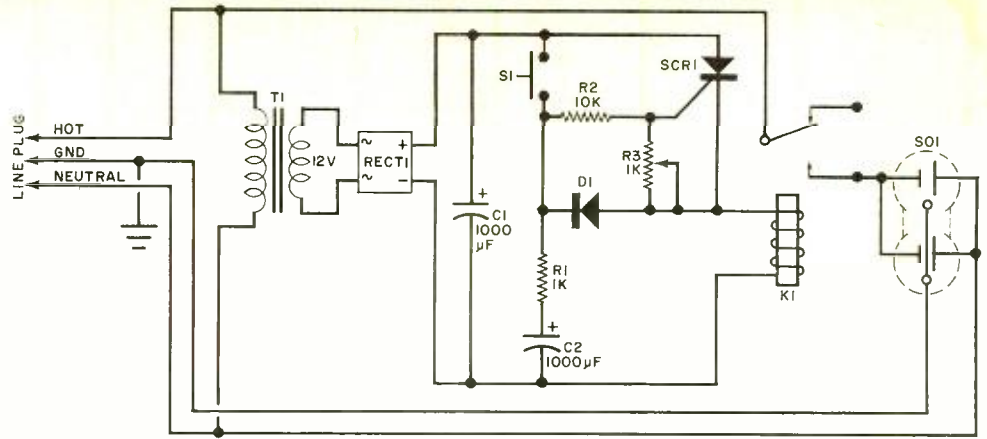 LINE PLUG
HOT
GND
NEUTRAL
T1
12V
~
~
RECT1
+
−
+
C1
1000
µF
S1
R2
10K
SCR1
R3
1K
D1
R1
1K
+
C2
1000µF
K1
SO1